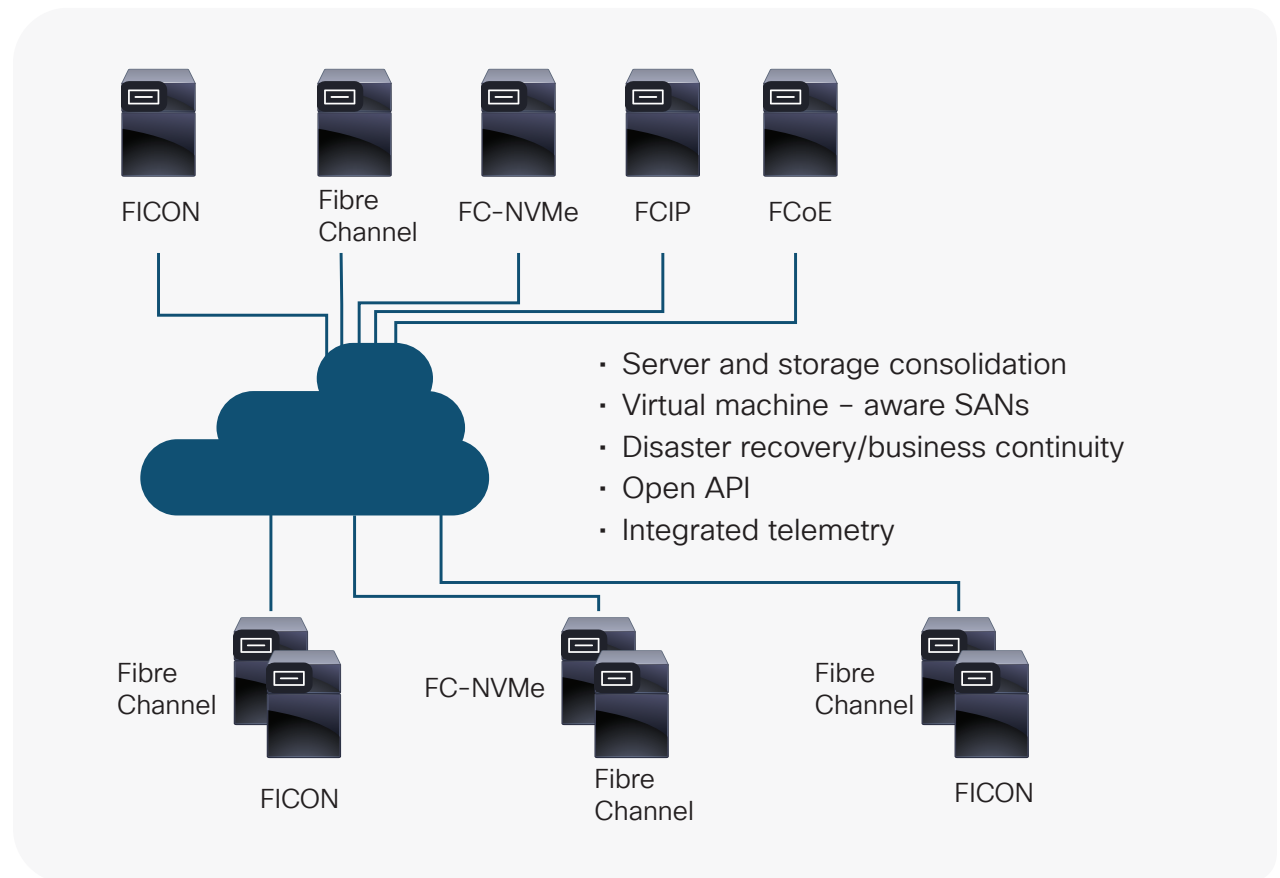 FICON
Fibre
Channel
FC-NVMe
FCIP
FCoE
· Server and storage consolidation
· Virtual machine – aware SANs
· Disaster recovery/business continuity
· Open API
· Integrated telemetry
Fibre
Channel
FICON
FC-NVMe
Fibre
Channel
Fibre
Channel
FICON